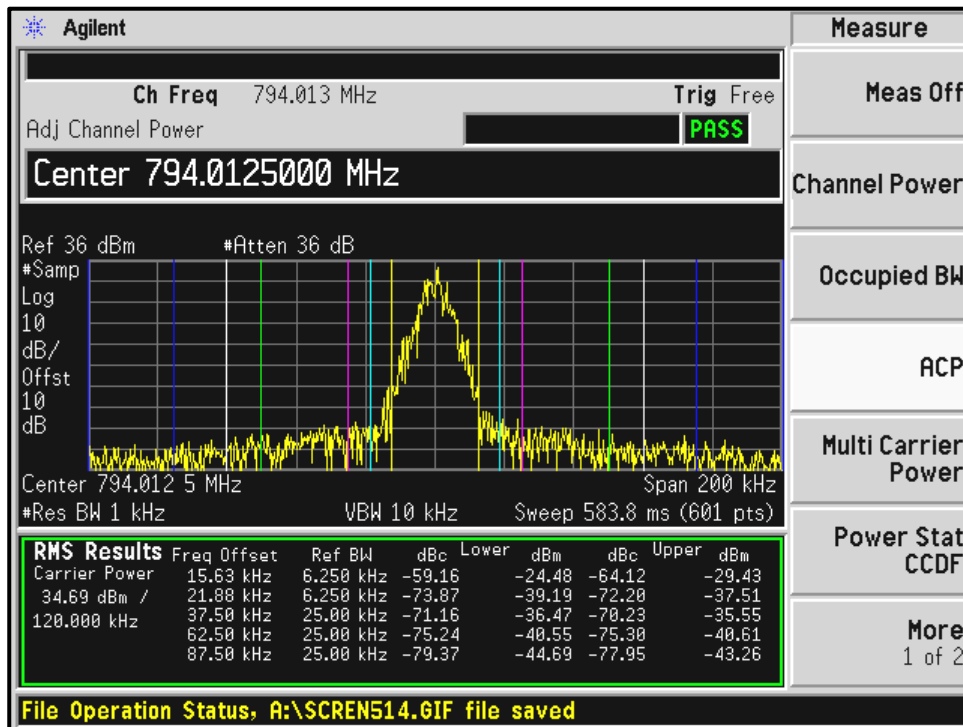 Agilent
Measure
Ch Freq 794.013 MHz Trig Free
Meas Off
Adj Channel Power PASS
Center 794.0125000 MHz
Channel Power
Ref 36 dBm #Atten 36 dB
#Samp
Log
10
dB/
Offst
10
dB
Occupied BW
ACP
Multi Carrier
Power
Center 794.012 5 MHz Span 200 kHz
#Res BW 1 kHz VBW 10 kHz Sweep 583.8 ms (601 pts)
Power Stat
CCDF
RMS Results Freq Offset Ref BW dBc Lower dBm dBc Upper dBm
Carrier Power 15.63 kHz 6.250 kHz -59.16 -24.48 -64.12 -29.43
34.69 dBm / 21.88 kHz 6.250 kHz -73.87 -39.19 -72.20 -37.51
120.000 kHz 37.50 kHz 25.00 kHz -71.16 -36.47 -70.23 -35.55
62.50 kHz 25.00 kHz -75.24 -40.55 -75.30 -40.61
87.50 kHz 25.00 kHz -79.37 -44.69 -77.95 -43.26
More
1 of 2
File Operation Status, A:\SCREN514.GIF file saved